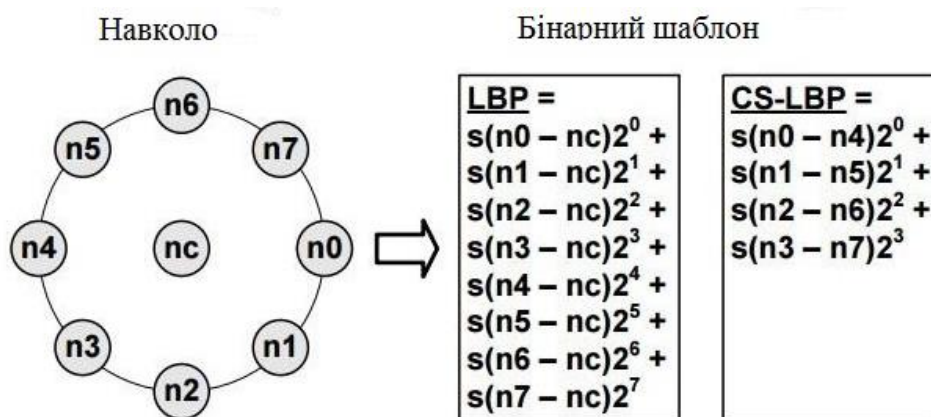 Навколо
Бінарний шаблон
n6
n5
n7
n4
nc
n0
n3
n1
n2
LBP =
s(n0 – nc)2⁰ +
s(n1 – nc)2¹ +
s(n2 – nc)2² +
s(n3 – nc)2³ +
s(n4 – nc)2⁴ +
s(n5 – nc)2⁵ +
s(n6 – nc)2⁶ +
s(n7 – nc)2⁷
CS-LBP =
s(n0 – n4)2⁰ +
s(n1 – n5)2¹ +
s(n2 – n6)2² +
s(n3 – n7)2³